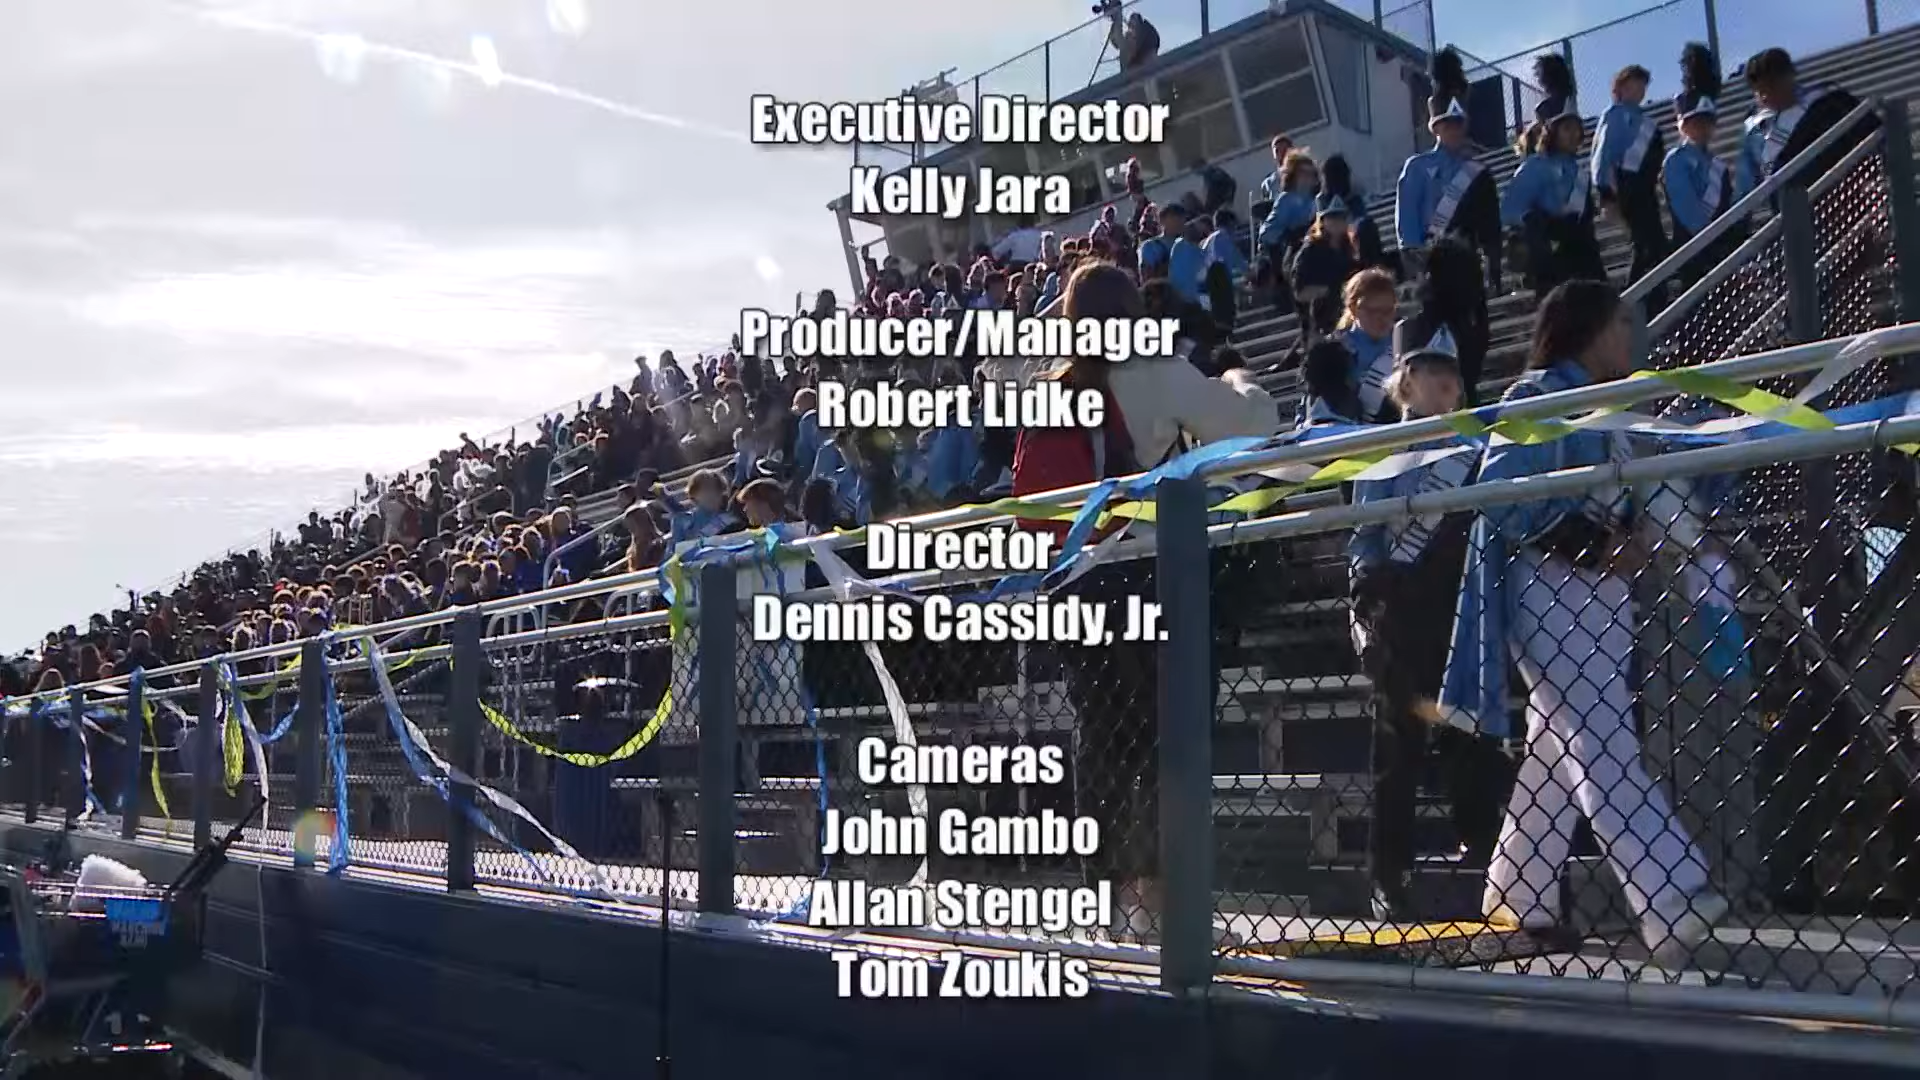 Executive Director
Kelly Jara
Producer/Manager
Robert Lidke
Director
Dennis Cassidy, Jr.
Cameras
John Gambo
Allan Stengel
Tom Zoukis